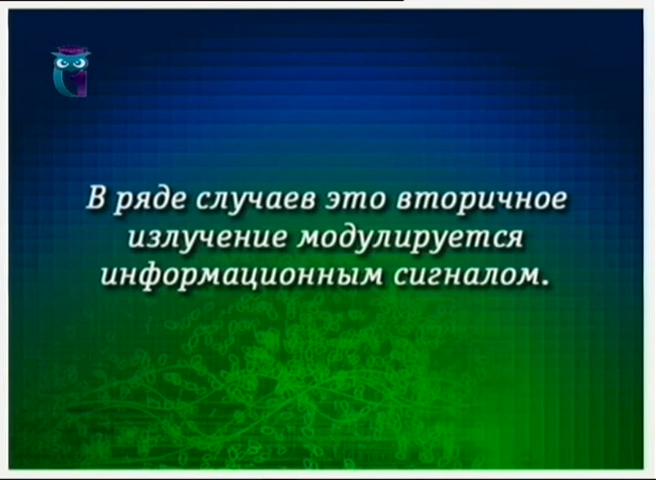 В ряде случаев это вторичное
излучение модулируется
информационным сигналом.